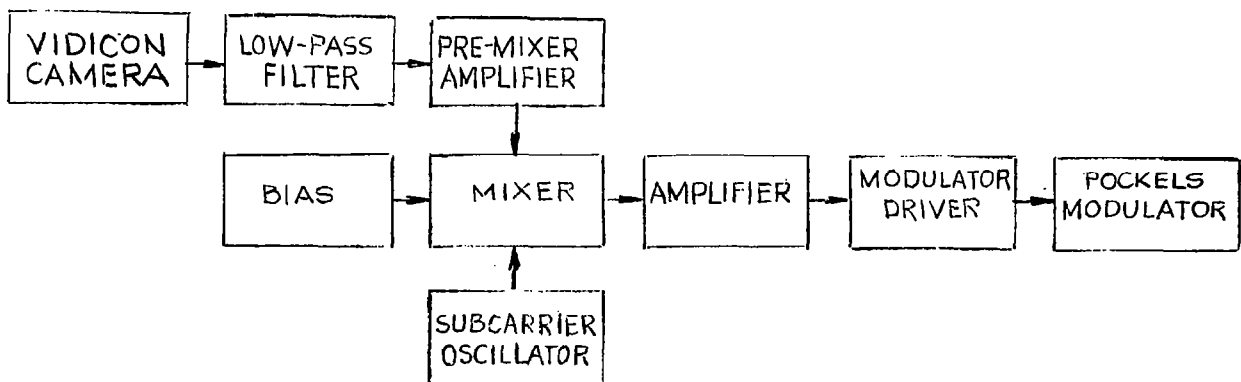 VIDICON
CAMERA
LOW-PASS
FILTER
PRE-MIXER
AMPLIFIER
BIAS
MIXER
AMPLIFIER
MODULATOR
DRIVER
POCKELS
MODULATOR
SUBCARRIER
OSCILLATOR